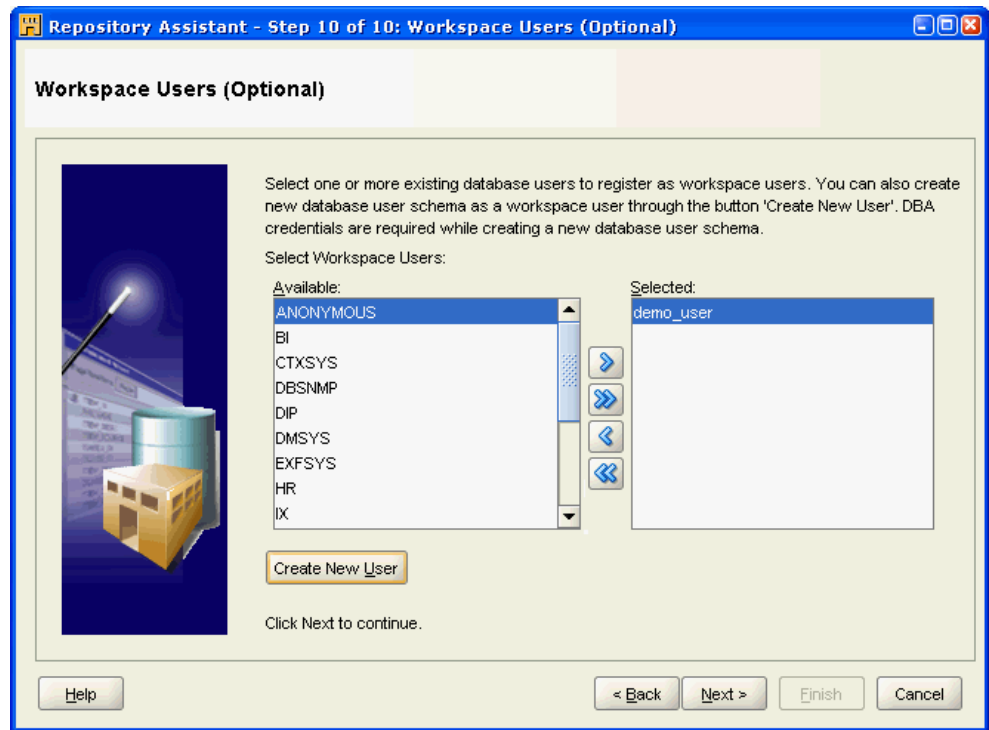 Repository Assistant - Step 10 of 10: Workspace Users (Optional)
Workspace Users (Optional)
Select one or more existing database users to register as workspace users. You can also create
new database user schema as a workspace user through the button 'Create New User'. DBA
credentials are required while creating a new database user schema.
Select Workspace Users:
Available:
ANONYMOUS
BI
CTXSYS
DBSNMP
DIP
DMSYS
EXFSYS
HR
IX
Selected:
demo_user
Create New User
Click Next to continue.
Help
< Back
Next >
Finish
Cancel